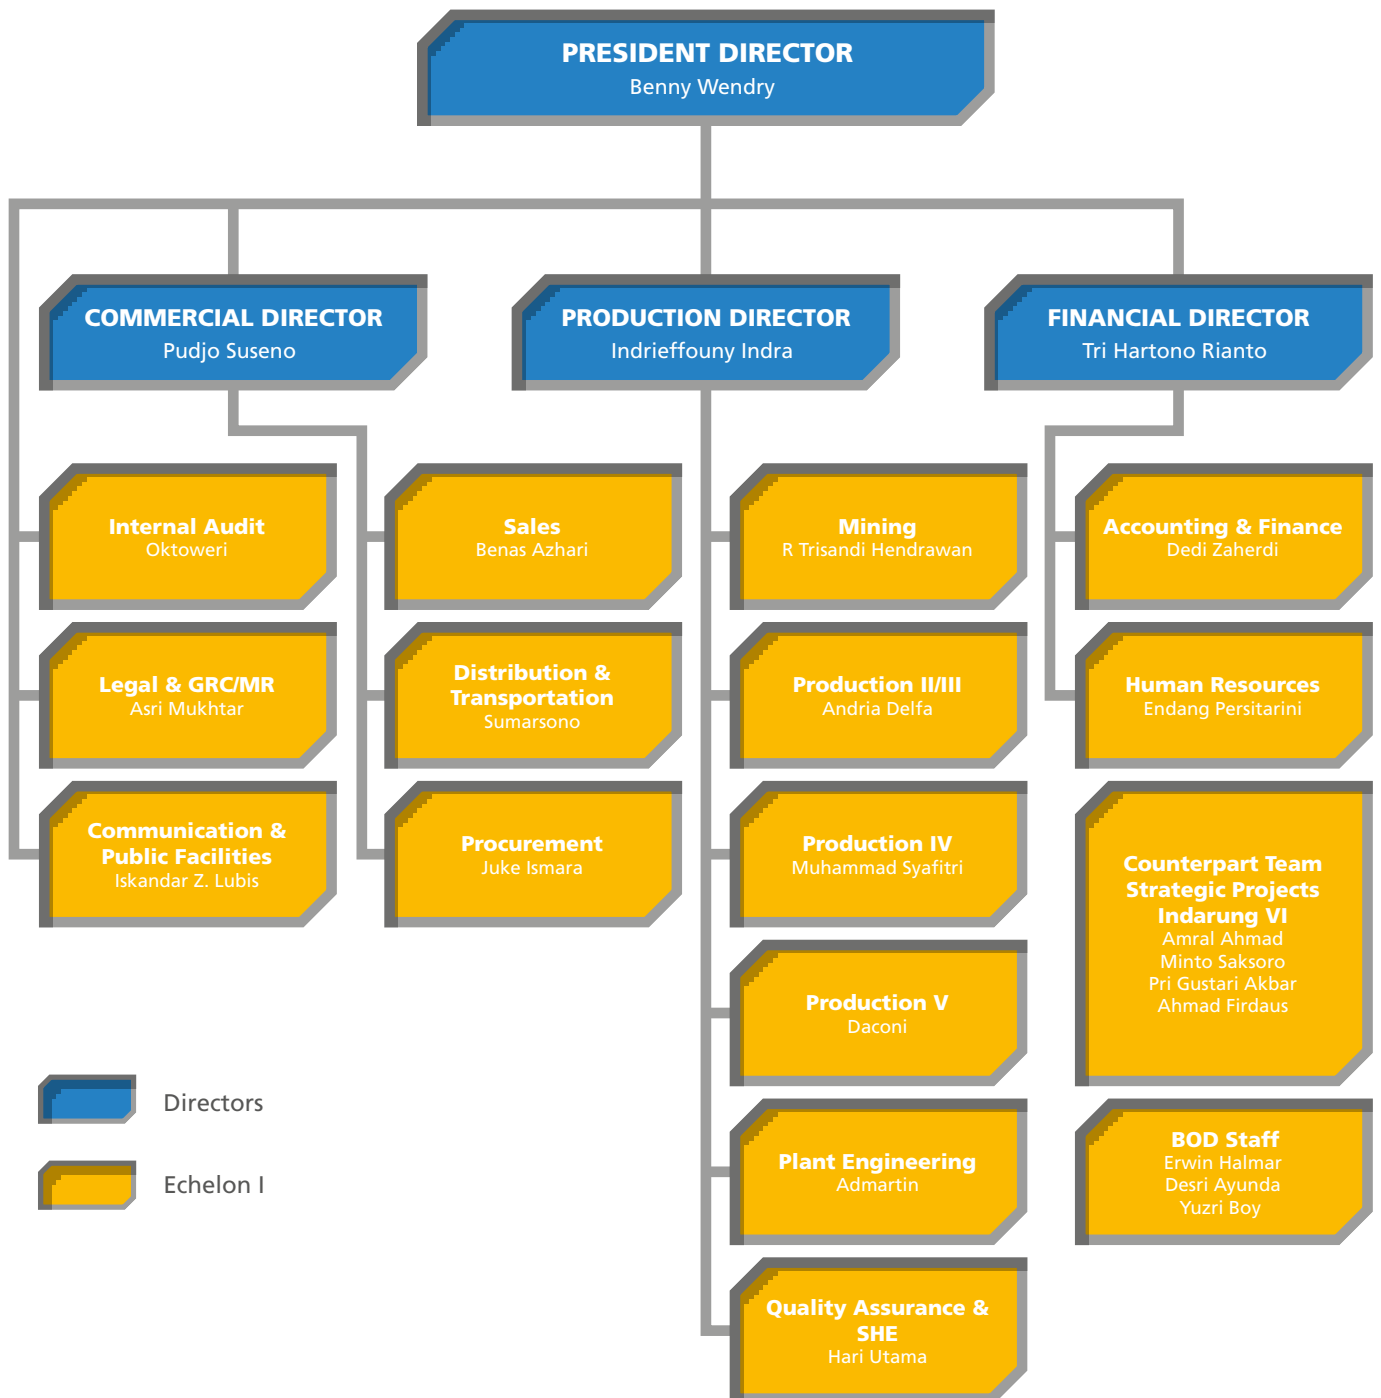 PRESIDENT DIRECTOR
Benny Wendry
COMMERCIAL DIRECTOR
Pudjo Suseno
PRODUCTION DIRECTOR
Indrieffouny Indra
FINANCIAL DIRECTOR
Tri Hartono Rianto
Internal Audit
Oktoweri
Legal & GRC/MR
Asri Mukhtar
Communication &
Public Facilities
Iskandar Z. Lubis
Sales
Benas Azhari
Distribution &
Transportation
Sumarsono
Procurement
Juke Ismara
Mining
R Trisandi Hendrawan
Production II/III
Andria Delfa
Production IV
Muhammad Syafitri
Production V
Daconi
Plant Engineering
Admartin
Quality Assurance &
SHE
Hari Utama
Accounting & Finance
Dedi Zaherdi
Human Resources
Endang Persitarini
Counterpart Team
Strategic Projects
Indarung VI
Amral Ahmad
Minto Saksoro
Pri Gustari Akbar
Ahmad Firdaus
BOD Staff
Erwin Halmar
Desri Ayunda
Yuzri Boy
Directors
Echelon I